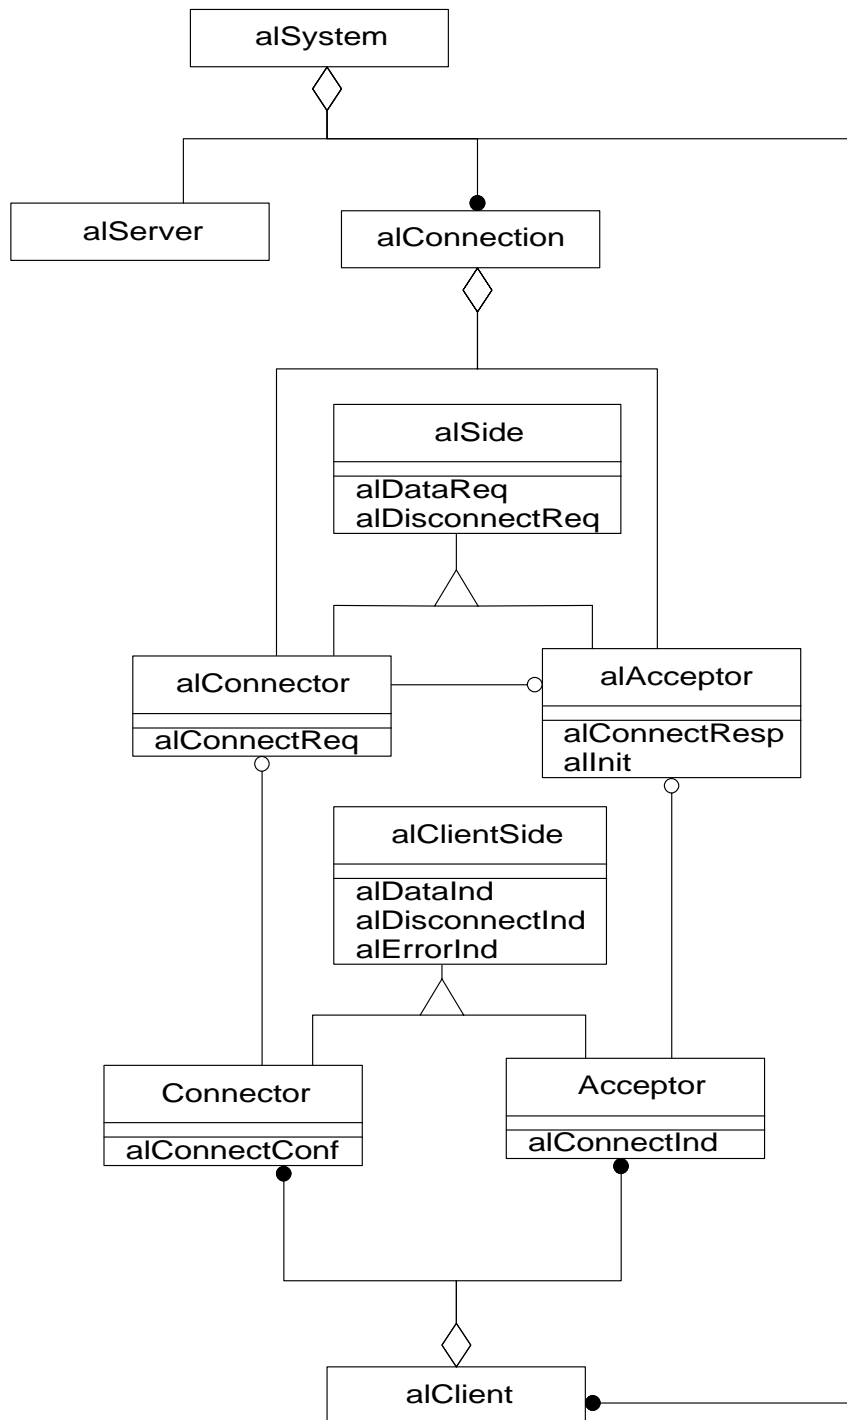 alSystem
alServer
alConnection
alSide
alDataReq
alDisconnectReq
alConnector
alConnectReq
alAcceptor
alConnectResp
alInit
alClientSide
alDataInd
alDisconnectInd
alErrorInd
Connector
alConnectConf
Acceptor
alConnectInd
alClient